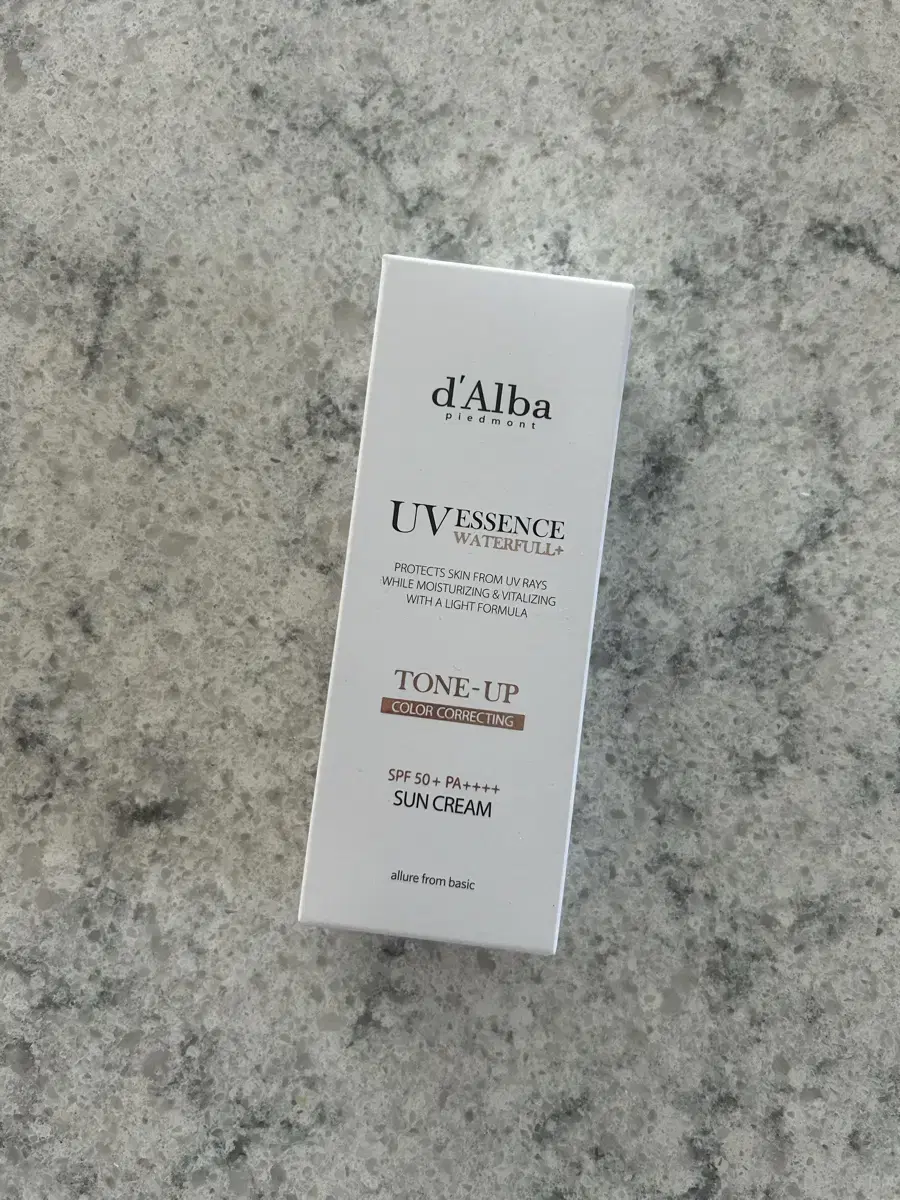 d'Alba
piedmont
UV ESSENCE
WATERFULL+
PROTECTS SKIN FROM UV RAYS
WHILE MOISTURIZING & VITALIZING
WITH A LIGHT FORMULA
TONE-UP
COLOR CORRECTING
SPF 50+ PA++++
SUN CREAM
allure from basic